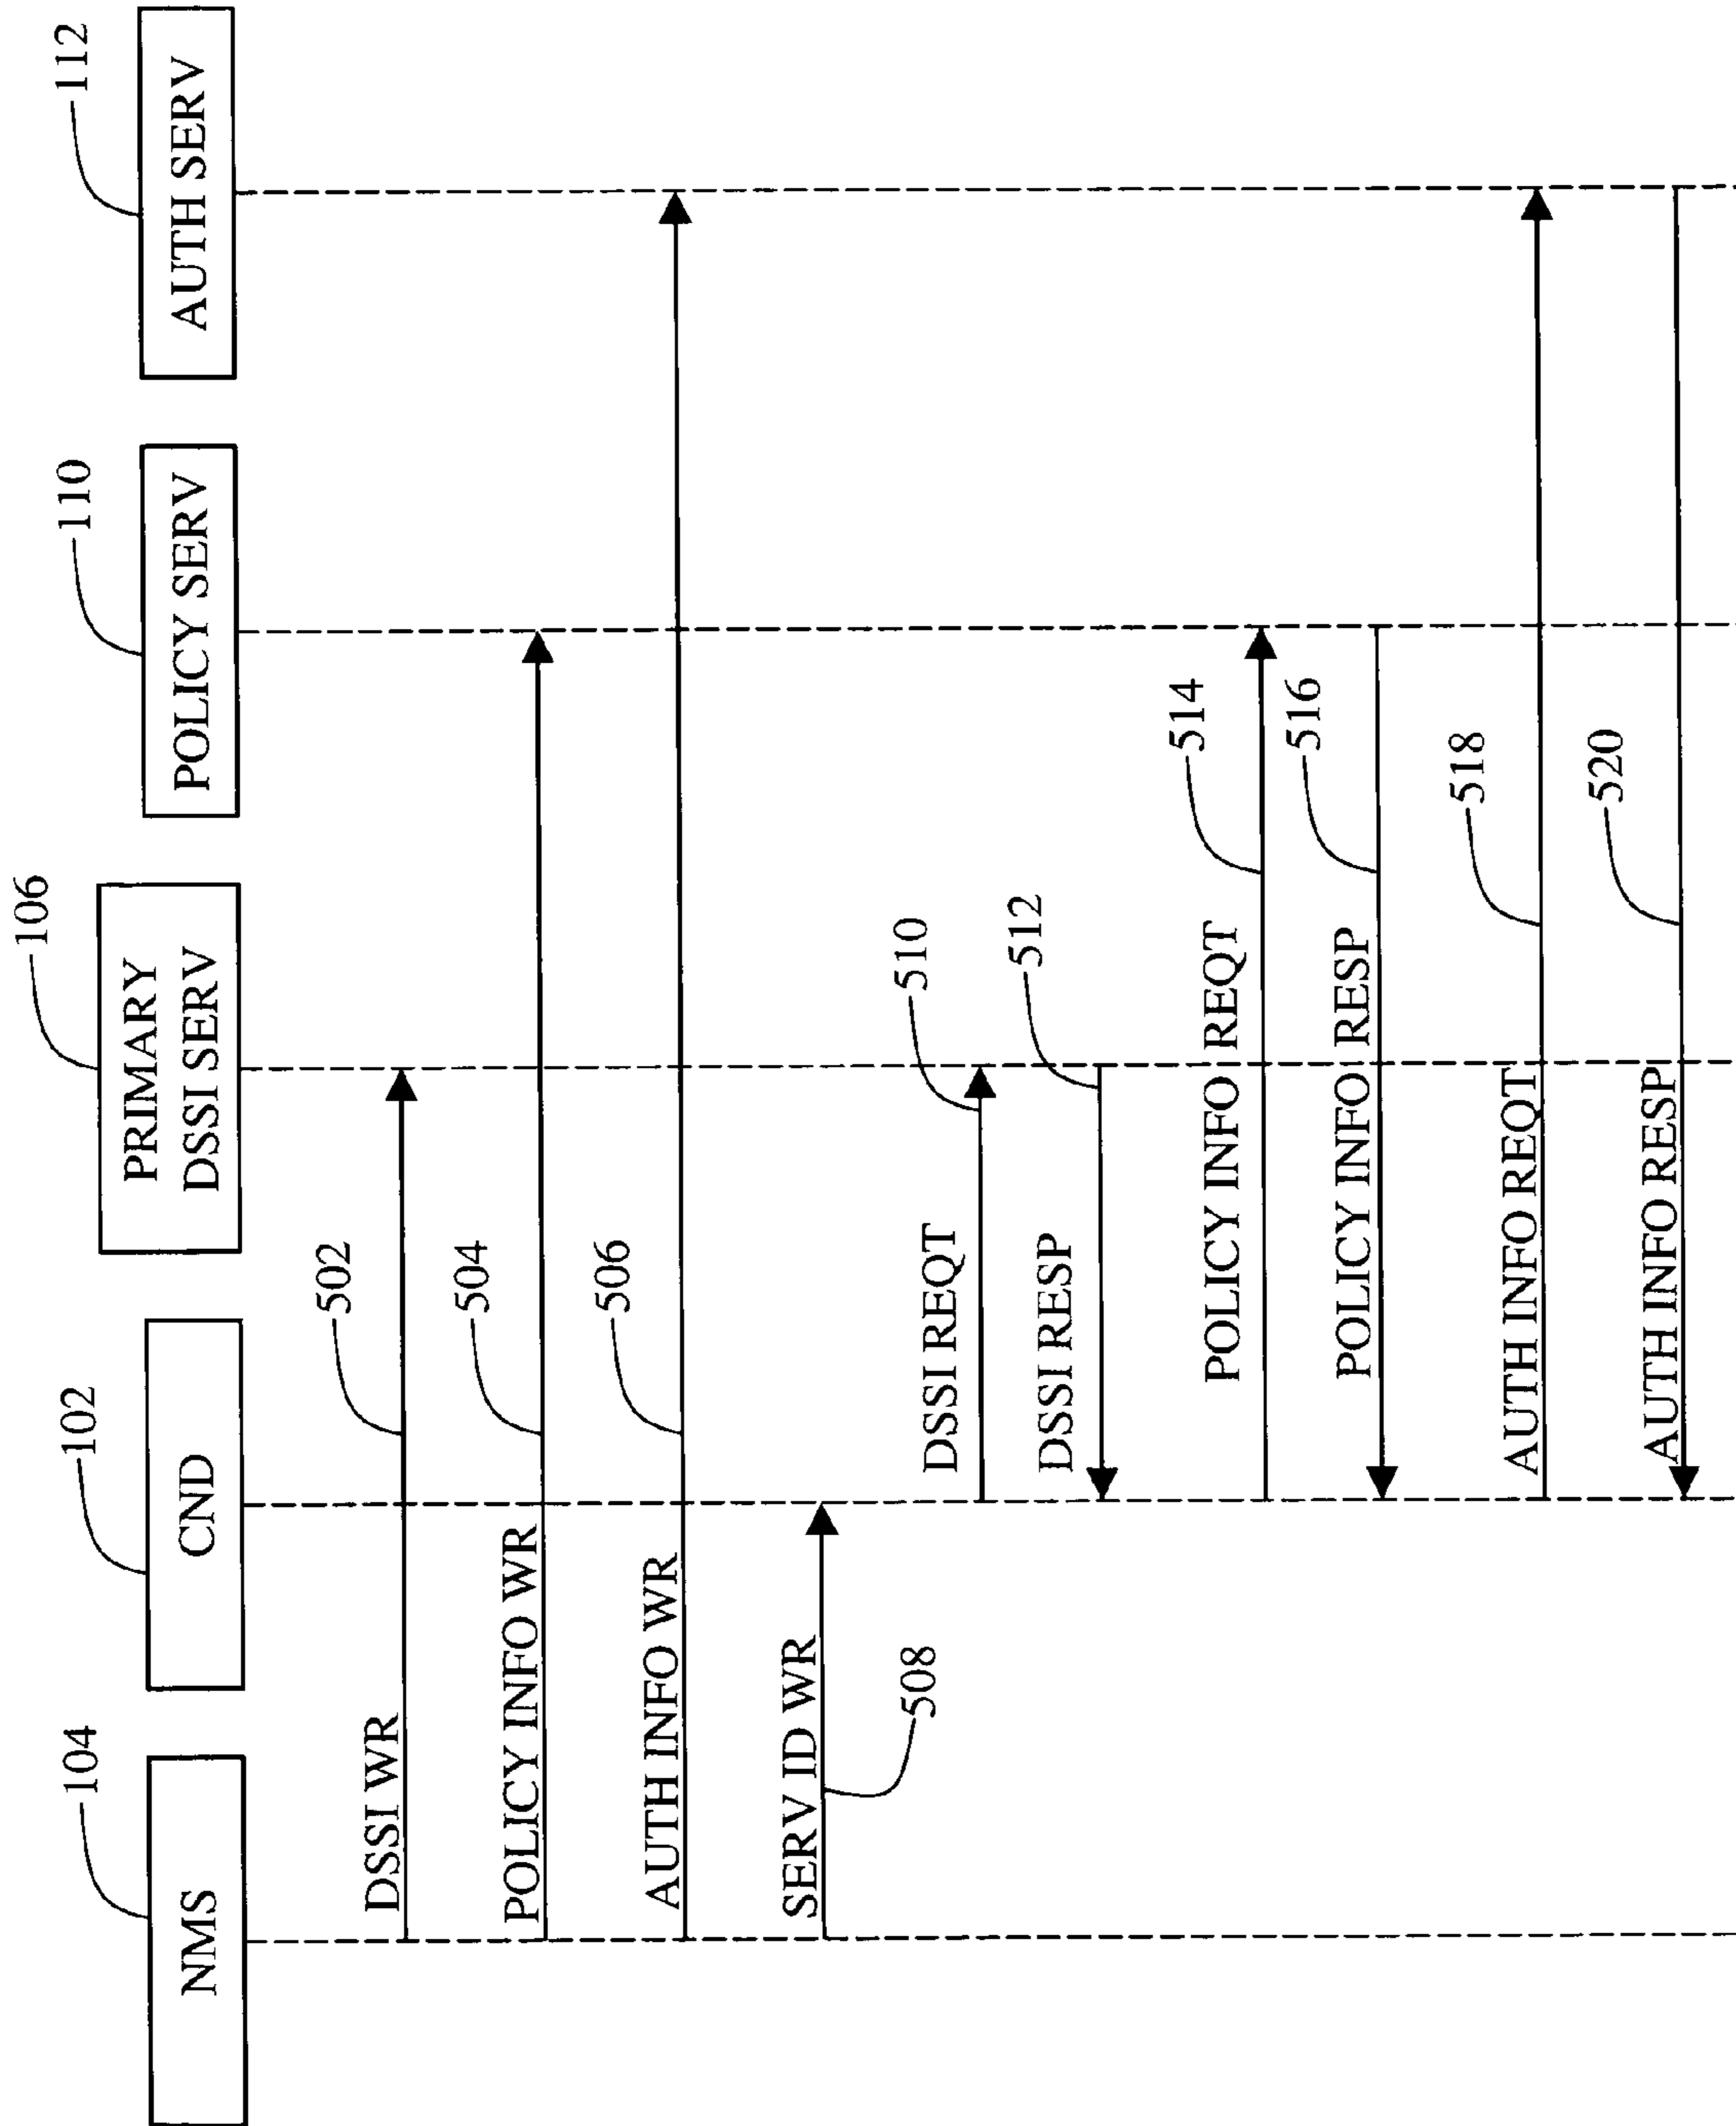 104
NMS
102
CND
106
PRIMARY
DSSI SERV
110
POLICY SERV
112
AUTH SERV
DSSI WR
502
POLICY INFO WR
504
AUTH INFO WR
506
SERV ID WR
508
DSSI REQT
510
DSSI RESP
512
POLICY INFO REQT
514
POLICY INFO RESP
516
AUTH INFO REQT
518
AUTH INFO RESP
520